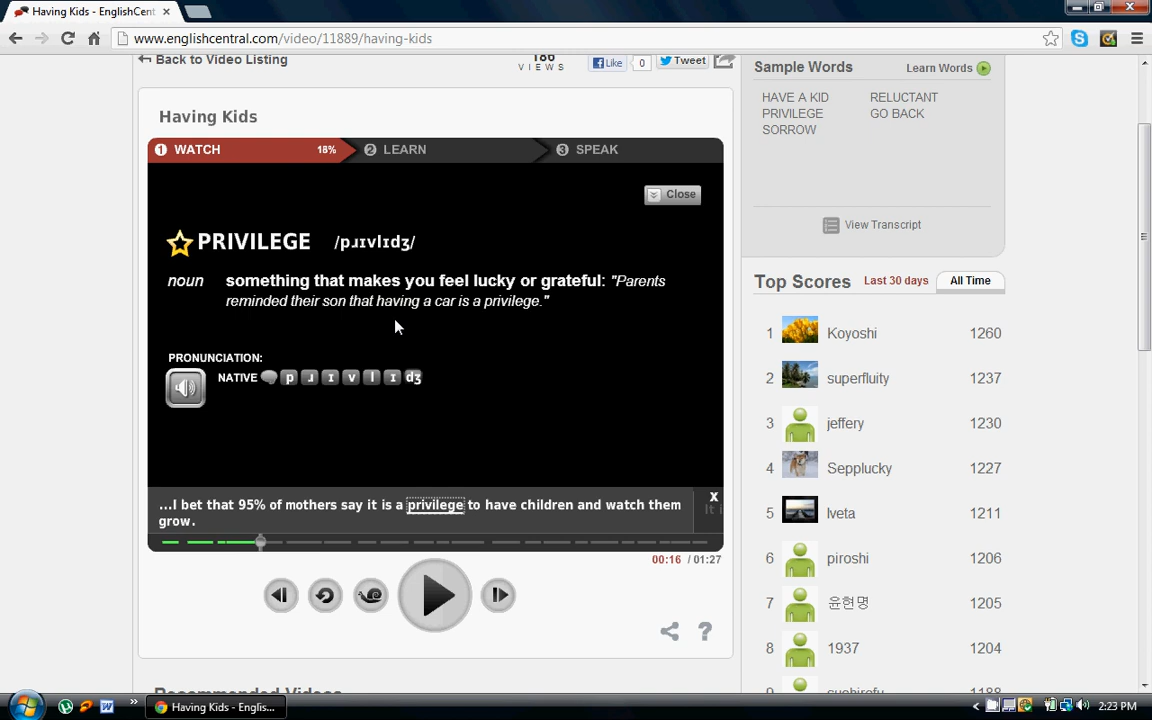 Having Kids - EnglishCent
www.englishcentral.com/video/11889/having-kids
Back to Video Listing
186
VIEWS
Like
0
Tweet
Having Kids
1 WATCH 18% 2 LEARN 3 SPEAK
Close
PRIVILEGE /pɹɪvlɪdʒ/
noun something that makes you feel lucky or grateful: "Parents
reminded their son that having a car is a privilege."
PRONUNCIATION:
NATIVE p ɹ ɪ v l ɪ dʒ
...I bet that 95% of mothers say it is a privilege to have children and watch them
grow.
X
It i
00:16 / 01:27
?
Sample Words Learn Words
HAVE A KID RELUCTANT
PRIVILEGE GO BACK
SORROW
View Transcript
Top Scores Last 30 days All Time
1 Koyoshi 1260
2 superfluity 1237
3 jeffery 1230
4 Sepplucky 1227
5 Iveta 1211
6 piroshi 1206
7 윤현명 1205
8 1937 1204
Having Kids - Englis...
2:23 PM